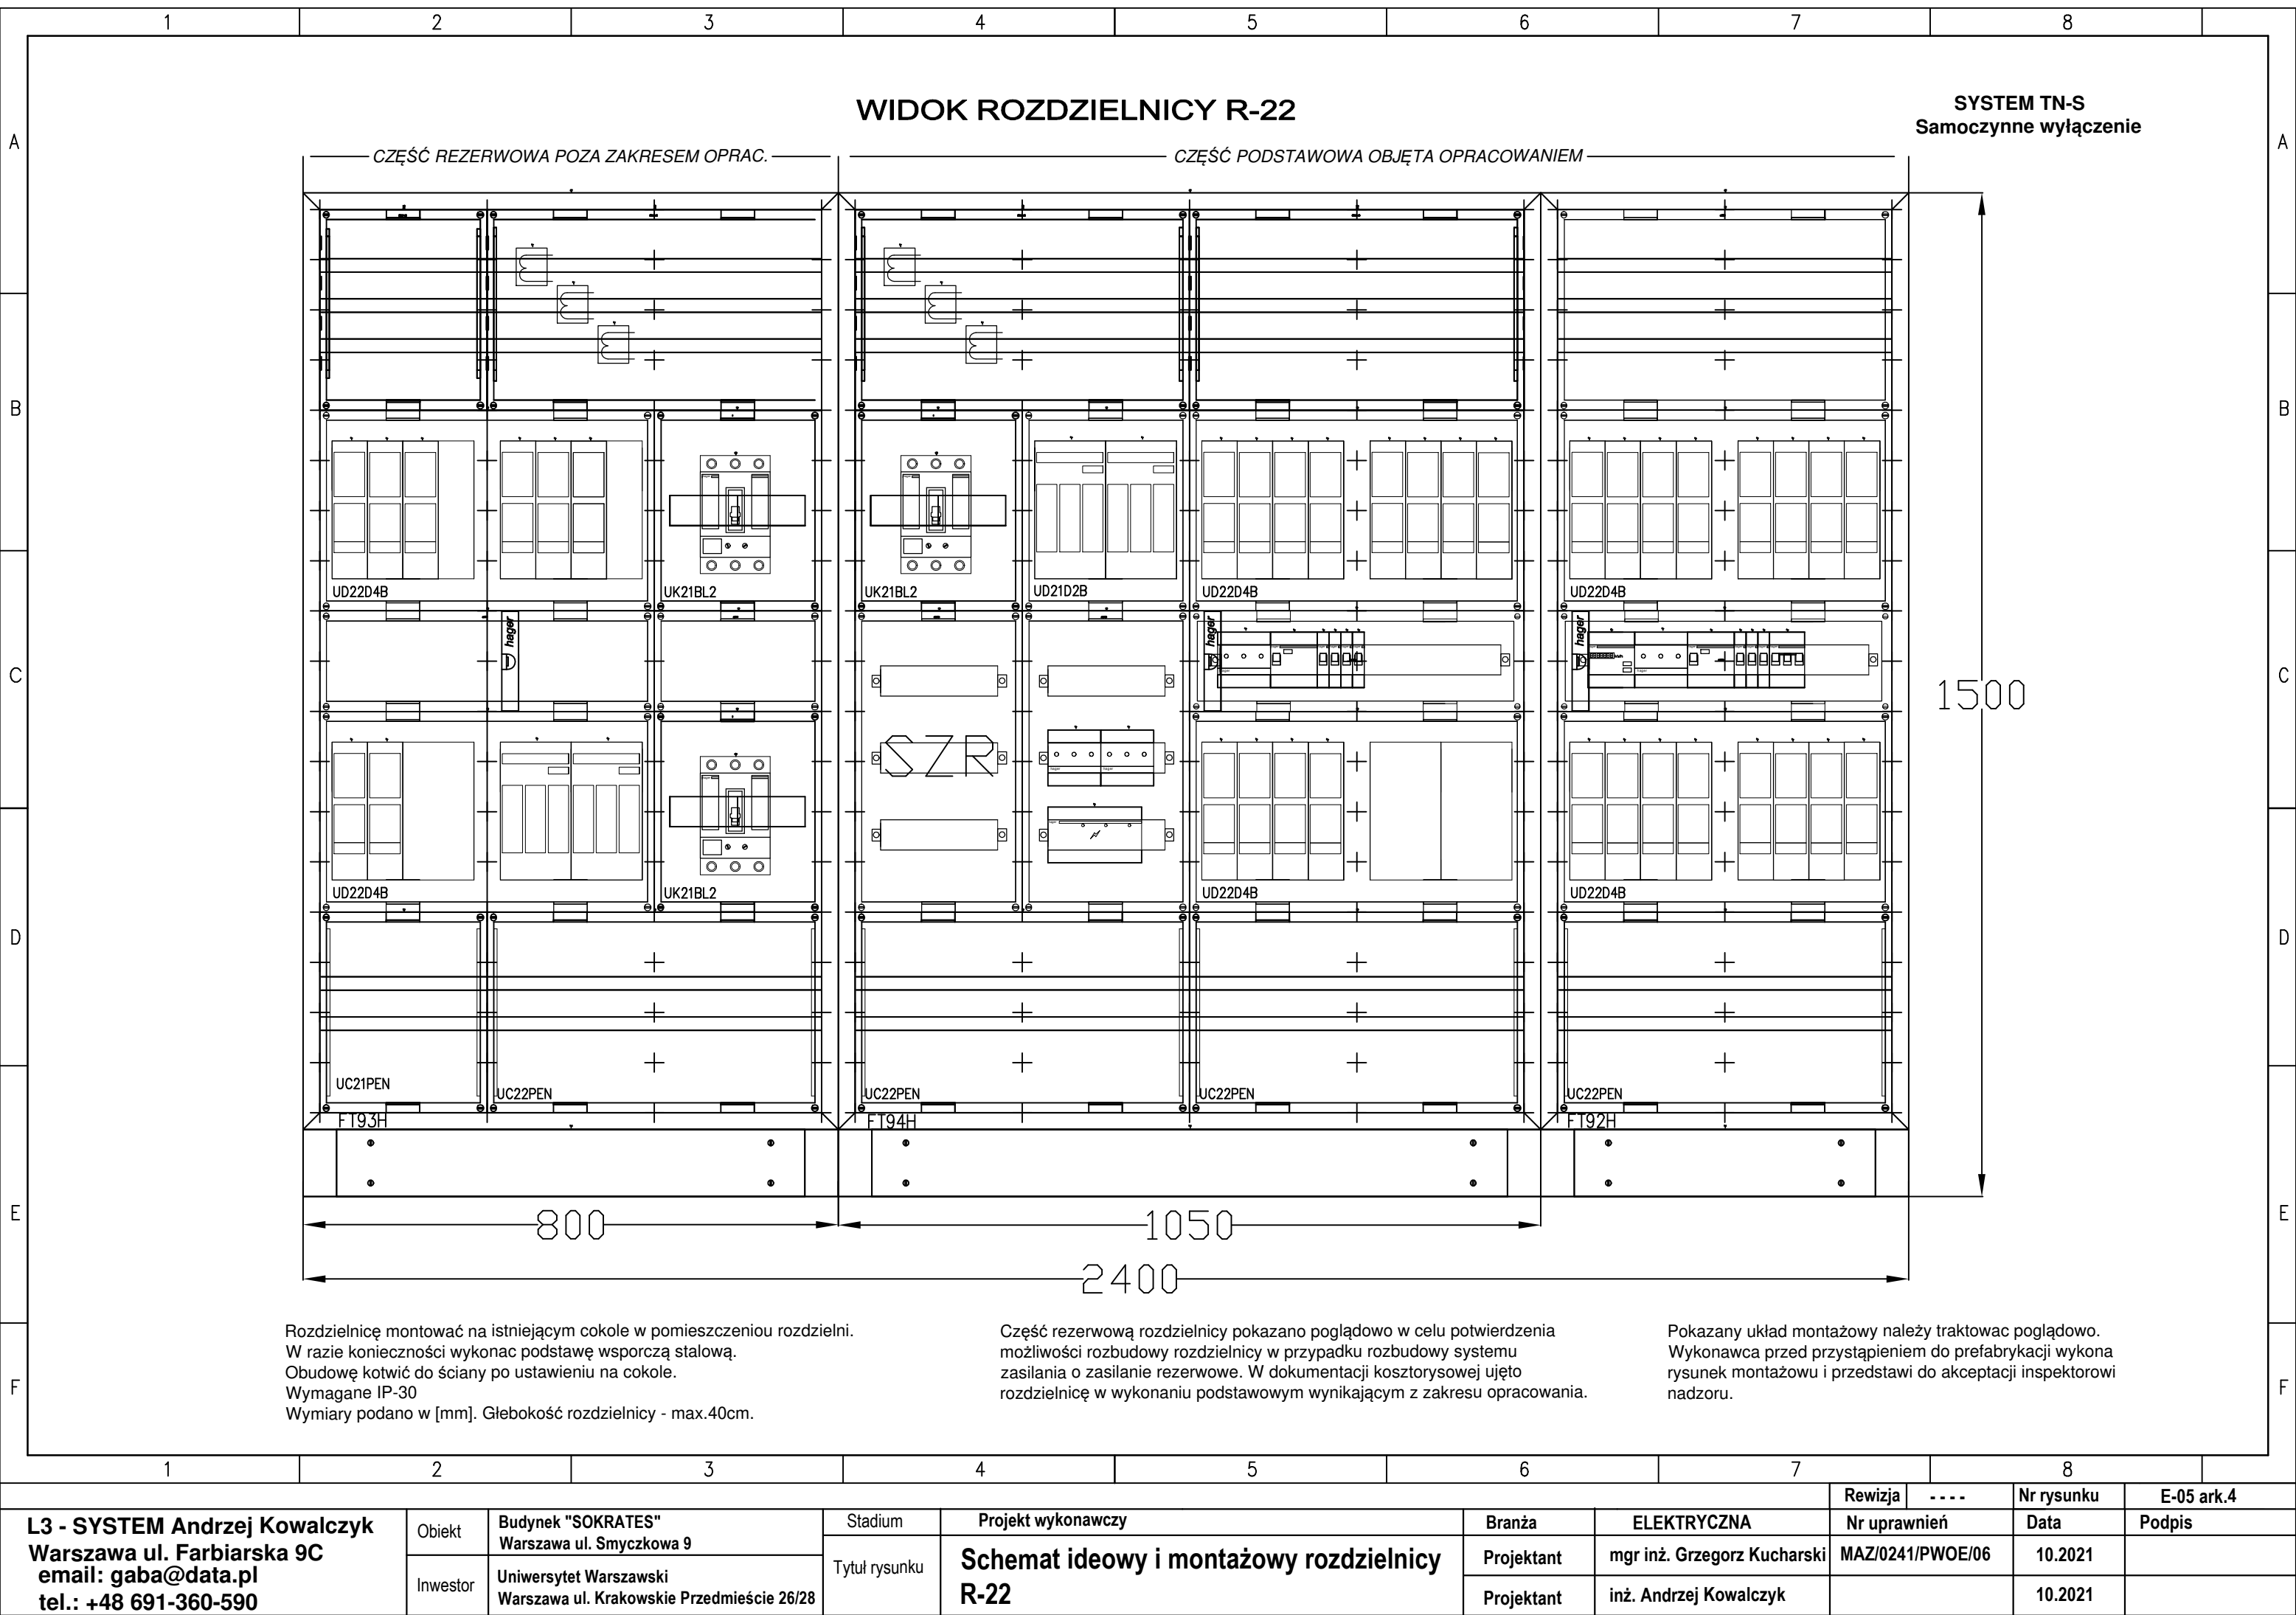 1 2 3 4 5 6 7 8
WIDOK ROZDZIELNICY R-22
SYSTEM TN-S
Samoczynne wyłączenie
CZĘŚĆ REZERWOWA POZA ZAKRESEM OPRAC.
CZĘŚĆ PODSTAWOWA OBJĘTA OPRACOWANIEM
A A
B B
UD22D4B UK21BL2 UK21BL2 UD21D2B UD22D4B UD22D4B
hager hager hager
C C
1500
SZR
UD22D4B UK21BL2 UD22D4B UD22D4B
D D
UC21PEN UC22PEN UC22PEN UC22PEN UC22PEN
FT93H FT94H FT92H
E E
800 1050
2400
Rozdzielnicę montować na istniejącym cokole w pomieszczeniou rozdzielni.
W razie konieczności wykonac podstawę wsporczą stalową.
Obudowę kotwić do ściany po ustawieniu na cokole.
Wymagane IP-30
Wymiary podano w [mm]. Głebokość rozdzielnicy - max.40cm.
Część rezerwową rozdzielnicy pokazano poglądowo w celu potwierdzenia
możliwości rozbudowy rozdzielnicy w przypadku rozbudowy systemu
zasilania o zasilanie rezerwowe. W dokumentacji kosztorysowej ujęto
rozdzielnicę w wykonaniu podstawowym wynikającym z zakresu opracowania.
Pokazany układ montażowy należy traktowac poglądowo.
Wykonawca przed przystąpieniem do prefabrykacji wykona
rysunek montażowu i przedstawi do akceptacji inspektorowi
nadzoru.
F F
1 2 3 4 5 6 7 8
Rewizja - - - - Nr rysunku E-05 ark.4
L3 - SYSTEM Andrzej Kowalczyk
Warszawa ul. Farbiarska 9C
email: gaba@data.pl
tel.: +48 691-360-590
Obiekt
Budynek "SOKRATES"
Warszawa ul. Smyczkowa 9
Inwestor
Uniwersytet Warszawski
Warszawa ul. Krakowskie Przedmieście 26/28
Stadium Projekt wykonawczy
Tytuł rysunku
Schemat ideowy i montażowy rozdzielnicy
R-22
Branża ELEKTRYCZNA Nr uprawnień Data Podpis
Projektant mgr inż. Grzegorz Kucharski MAZ/0241/PWOE/06 10.2021
Projektant inż. Andrzej Kowalczyk 10.2021